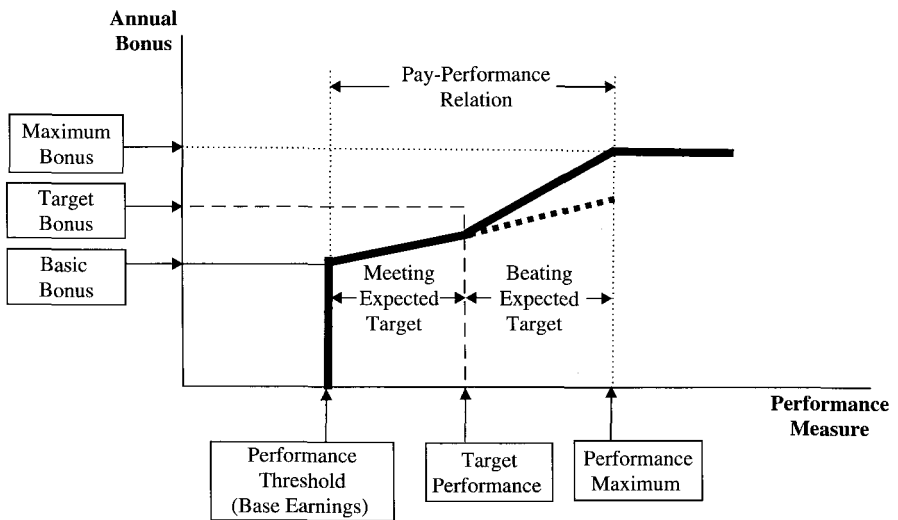 Annual
Bonus
Pay-Performance
Relation
Maximum
Bonus
Target
Bonus
Basic
Bonus
Meeting
Expected
Target
Beating
Expected
Target
Performance
Measure
Performance
Threshold
(Base Earnings)
Target
Performance
Performance
Maximum